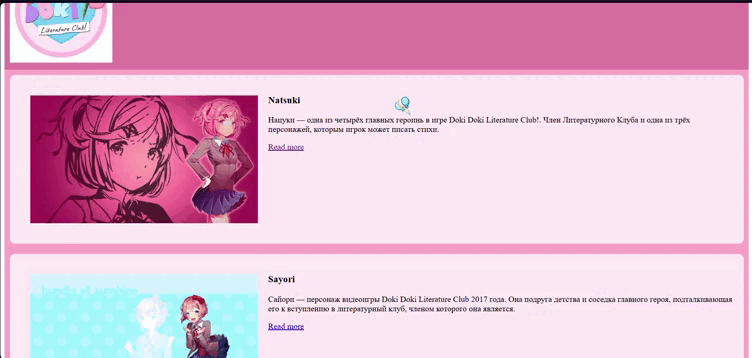 DOKI
Literature Club!
Natsuki
Нацуки — одна из четырёх главных героинь в игре Doki Doki Literature Club!. Член Литературного Клуба и одна из трёх
персонажей, которым игрок может писать стихи.
Read more
Sayori
Сайори — персонаж видеоигры Doki Doki Literature Club 2017 года. Она подруга детства и соседка главного героя, подталкивающая
его к вступлению в литературный клуб, членом которого она является.
Read more